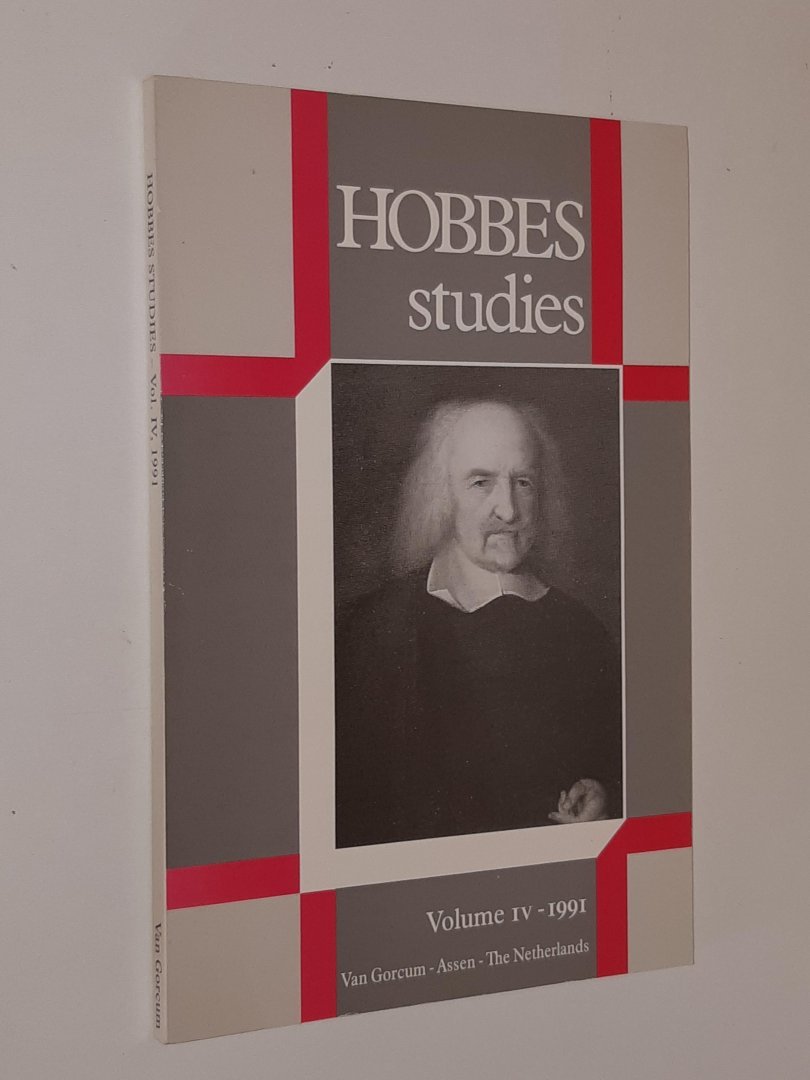 HOBBES
studies
Volume IV - 1991
Van Gorcum - Assen - The Netherlands
HOBBES STUDIES - Vol. IV, 1991
Van Gorcum